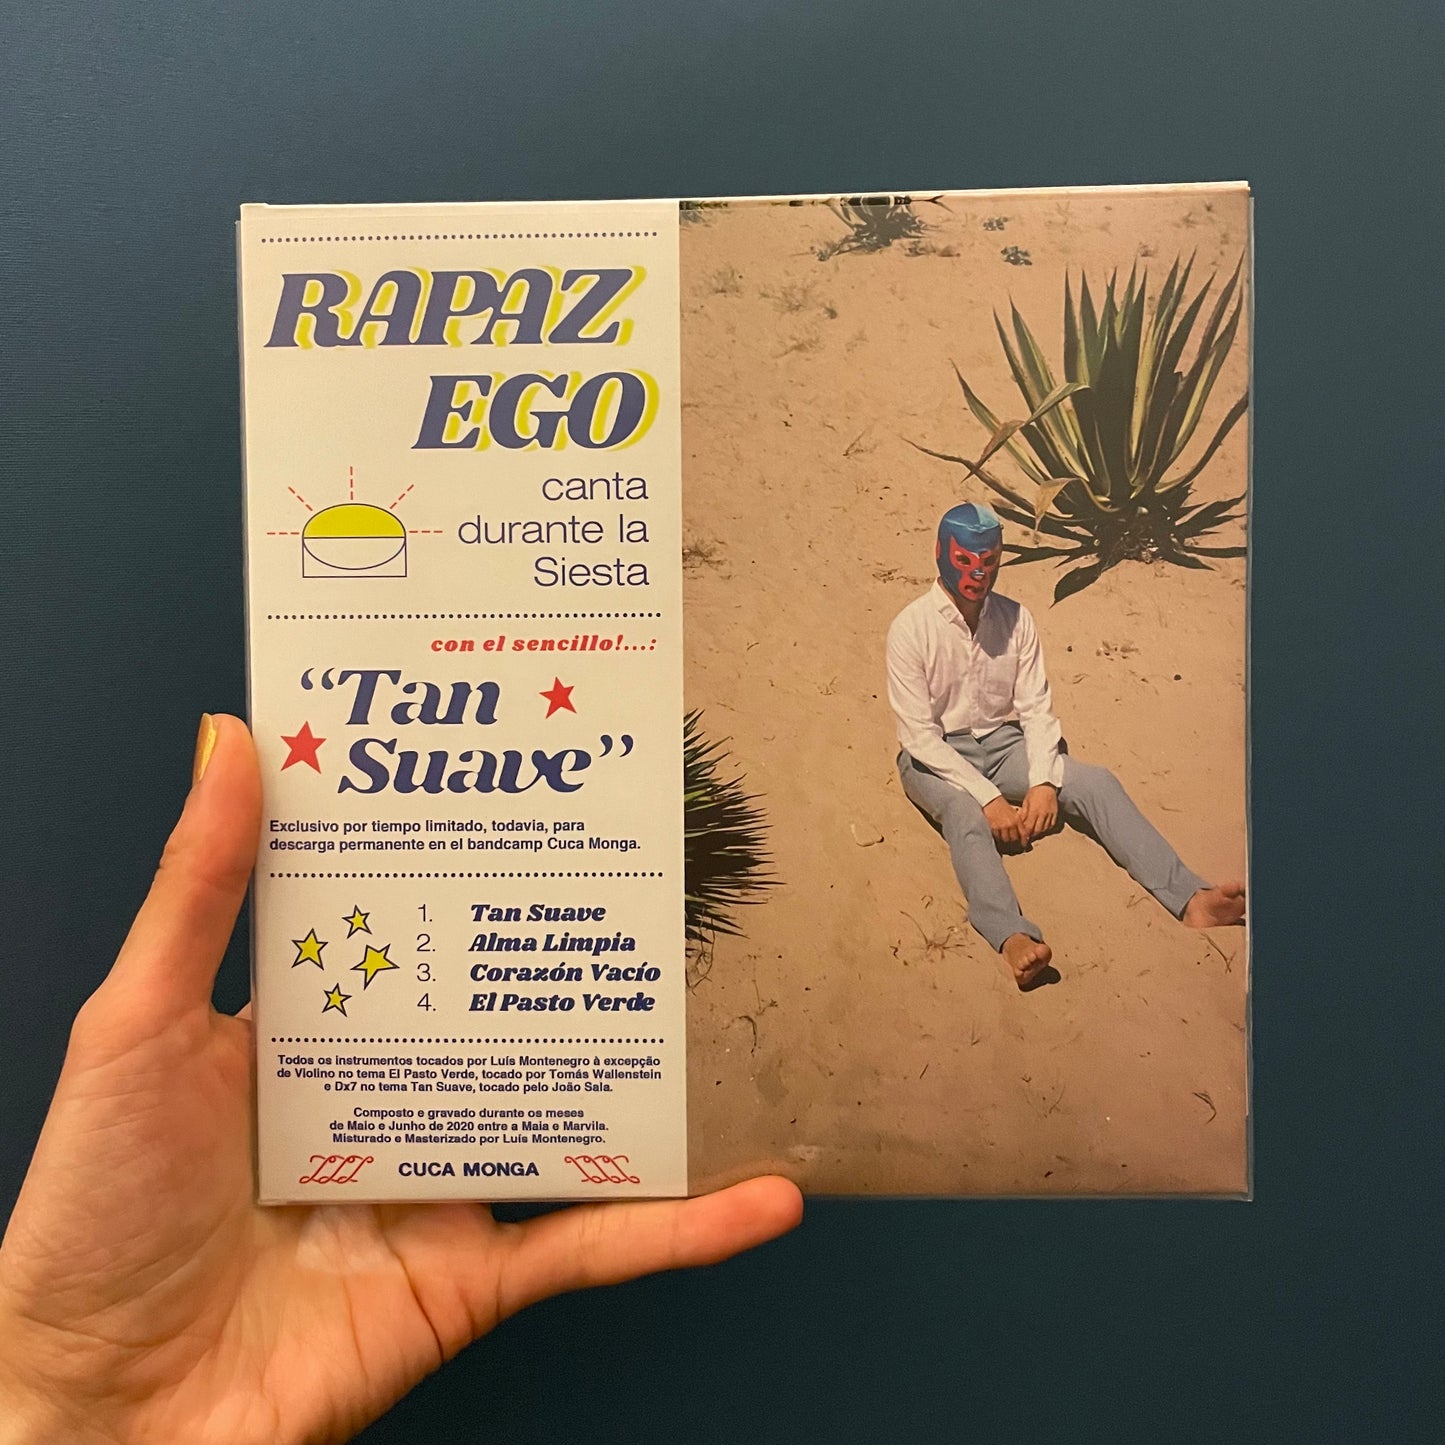 RAPAZ
EGO
canta
durante la
Siesta
con el sencillo!...:
“Tan
Suave”
Exclusivo por tiempo limitado, todavia, para
descarga permanente en el bandcamp Cuca Monga.
1. Tan Suave
2. Alma Limpia
3. Corazón Vacío
4. El Pasto Verde
Todos os instrumentos tocados por Luís Montenegro à excepção
de Violino no tema El Pasto Verde, tocado por Tomás Wallenstein
e Dx7 no tema Tan Suave, tocado pelo João Sala.
Composto e gravado durante os meses
de Maio e Junho de 2020 entre a Maia e Marvila.
Misturado e Masterizado por Luís Montenegro.
CUCA MONGA